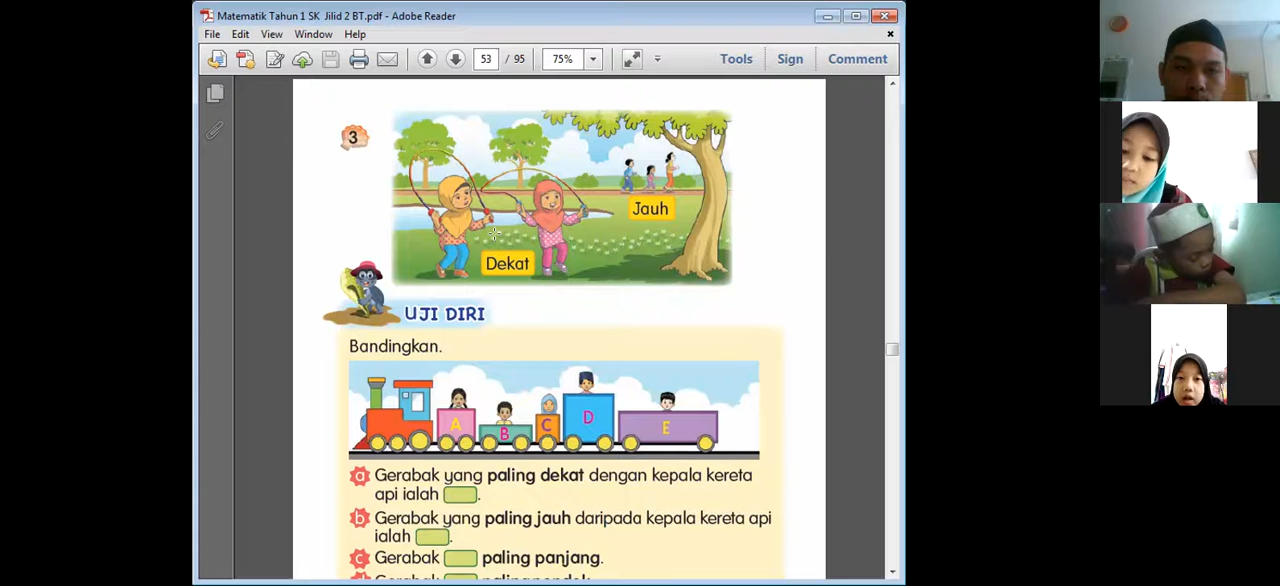 Matematik Tahun 1 SK Jilid 2 BT.pdf - Adobe Reader
File Edit View Window Help
53 / 95 75% Tools Sign Comment
3
Jauh
Dekat
UJI DIRI
Bandingkan.
A B C D E
a Gerabak yang paling dekat dengan kepala kereta
api ialah .
b Gerabak yang paling jauh daripada kepala kereta api
ialah .
c Gerabak paling panjang.